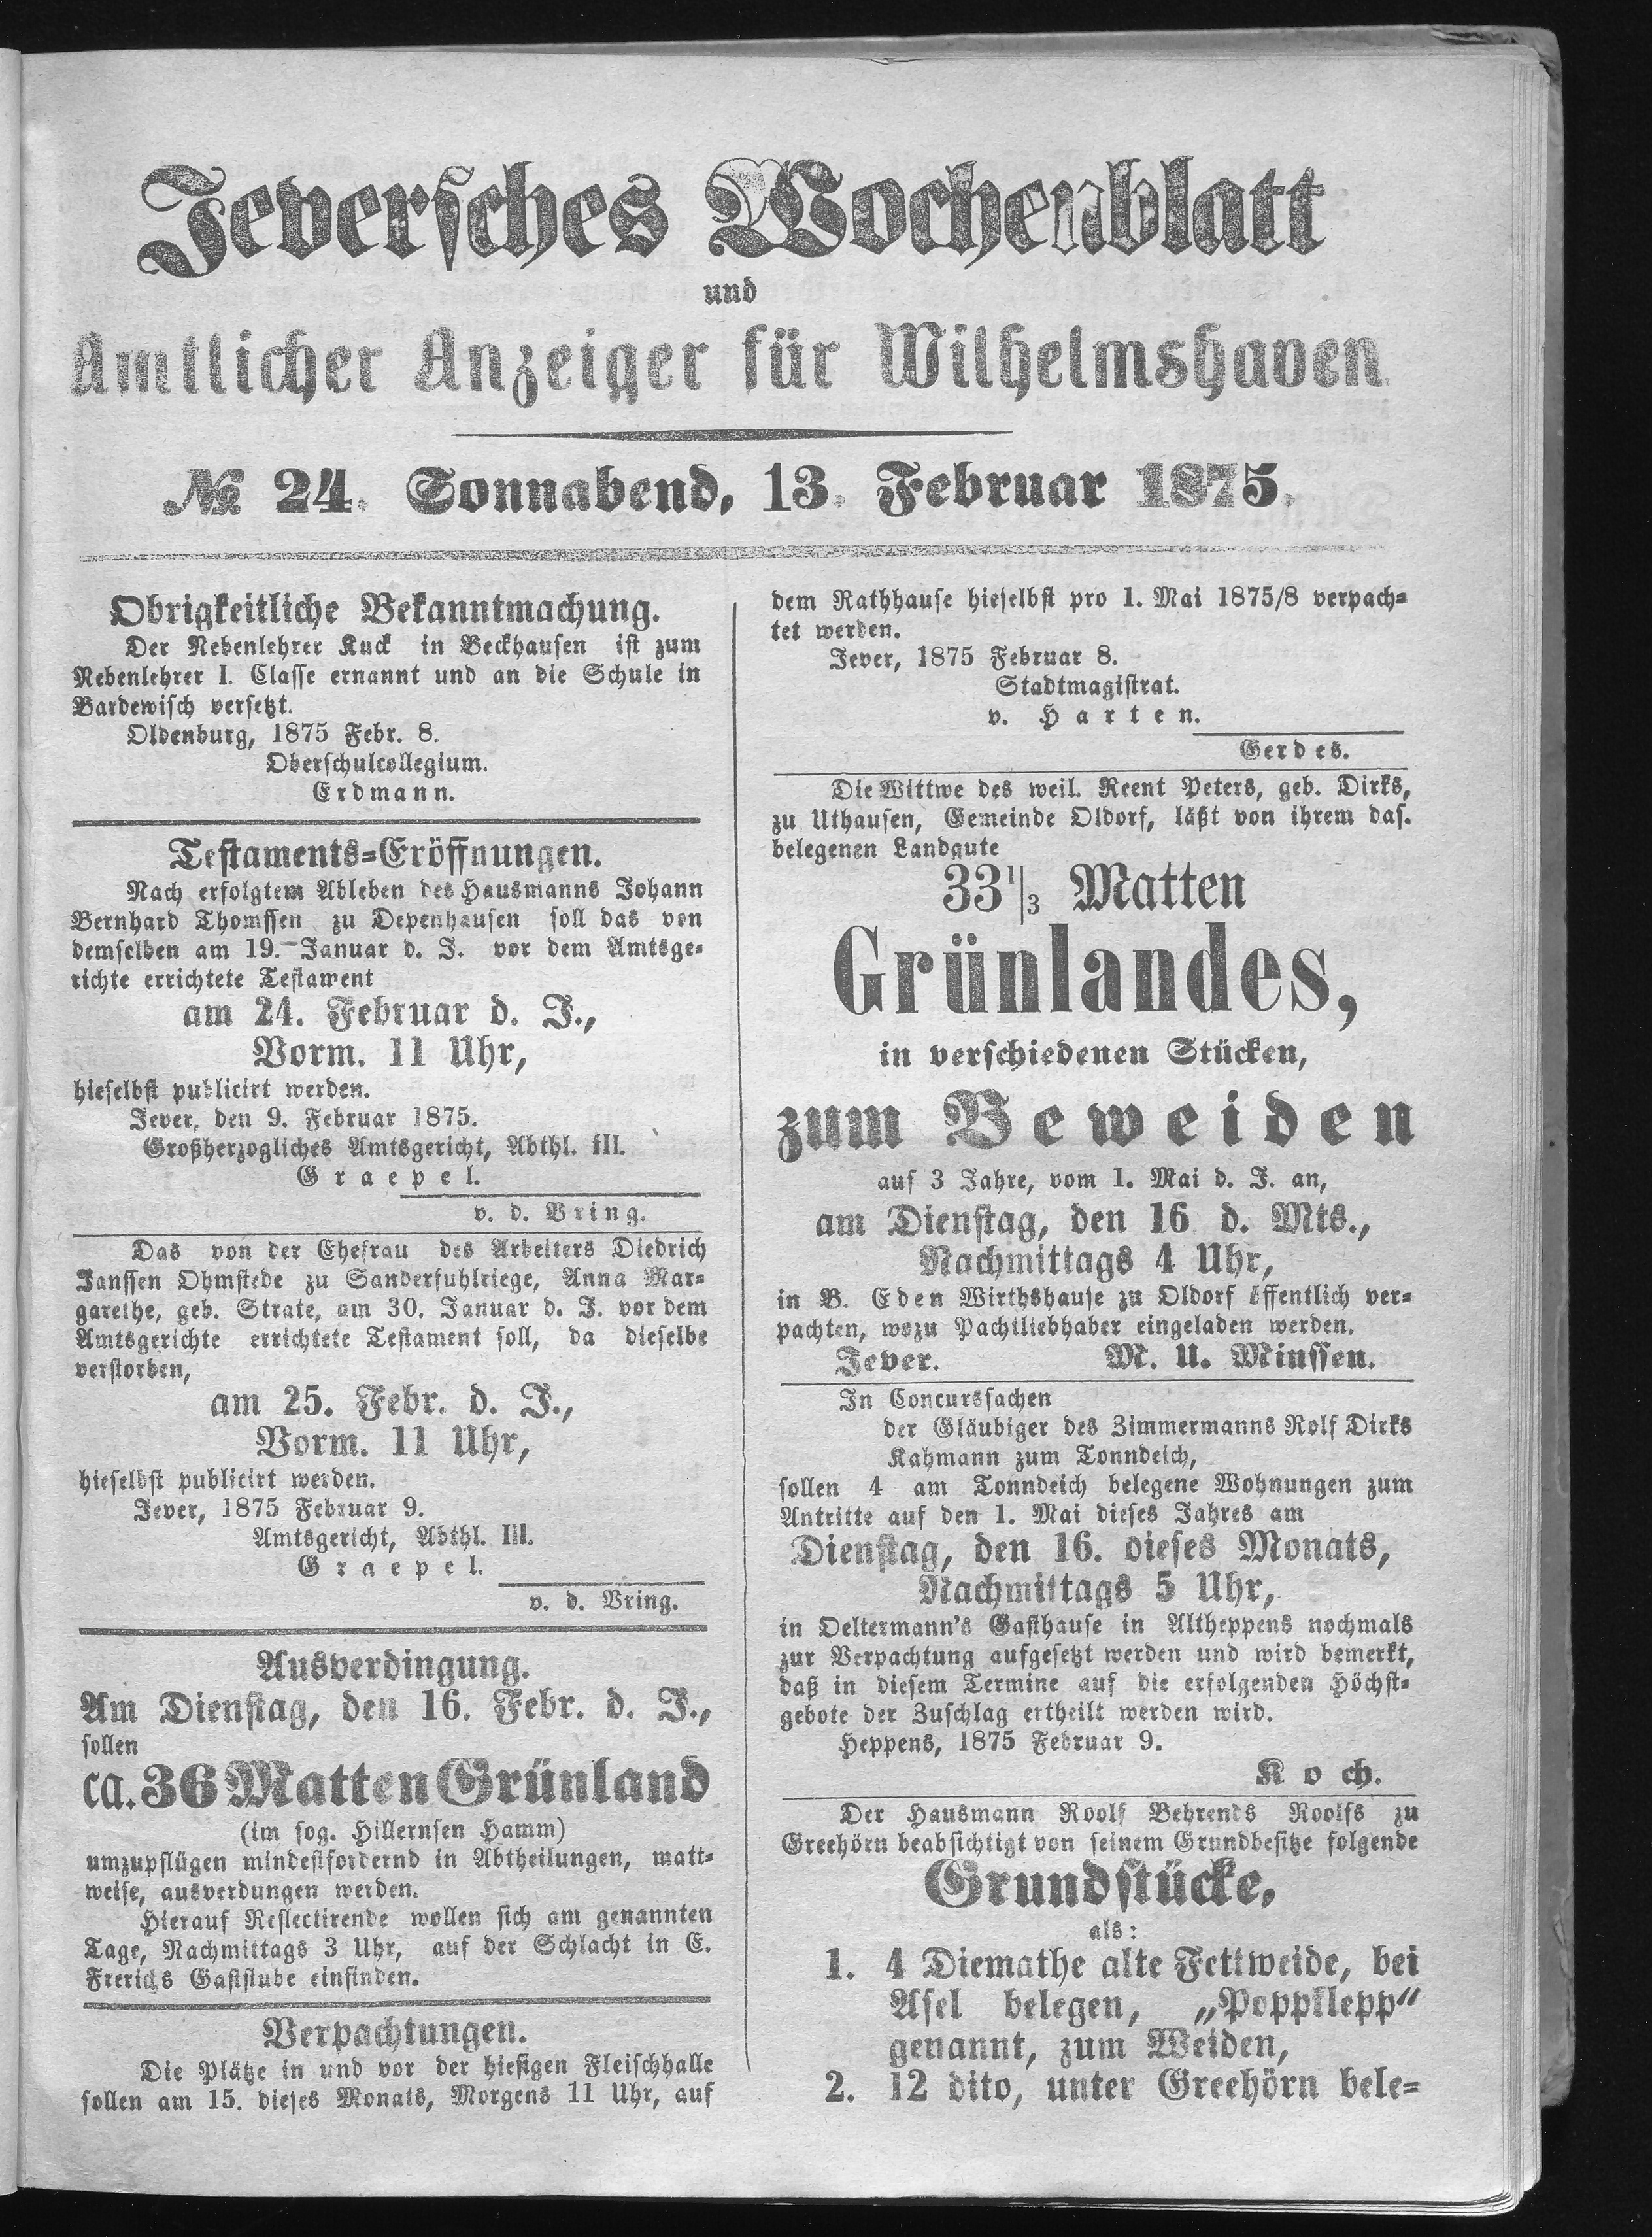 Jeversches Wochenblatt
und
Amtlicher Anzeiger für Wilhelmshaven.
№ 24. Sonnabend, 13. Februar 1875.
Obrigkeitliche Bekanntmachung.
Der Nebenlehrer Kuck in Beckhausen ist zum
Nebenlehrer I. Classe ernannt und an die Schule in
Bardewisch versetzt.
Oldenburg, 1875 Febr. 8.
Oberschulcollegium.
Erdmann.
Testaments-Eröffnungen.
Nach erfolgtem Ableben des Hausmanns Johann
Bernhard Thomssen zu Depenhausen soll das von
demselben am 19. Januar d. J. vor dem Amtsge-
richte errichtete Testament
am 24. Februar d. J.,
Vorm. 11 Uhr,
hieselbst publicirt werden.
Jever, den 9. Februar 1875.
Großherzogliches Amtsgericht, Abthl. III.
Graepel.
v. d. Vring.
Das von der Ehefrau des Arbeiters Diedrich
Janssen Ohmstede zu Sanderfuhlriege, Anna Mar-
garethe, geb. Strate, am 30. Januar d. J. vor dem
Amtsgerichte errichtete Testament soll, da dieselbe
verstorben,
am 25. Febr. d. J.,
Vorm. 11 Uhr,
hieselbst publicirt werden.
Jever, 1875 Februar 9.
Amtsgericht, Abthl. III.
Graepel.
v. d. Vring.
Ausverdingung.
Am Dienstag, den 16. Febr. d. J.,
sollen
ca. 36 Matten Grünland
(im sog. Hillernsen Hamm)
umzupflügen mindestfordernd in Abtheilungen, matt-
weise, ausverdungen werden.
Hierauf Reflectirende wollen sich am genannten
Tage, Nachmittags 3 Uhr, auf der Schlacht in E.
Frerichs Gaststube einfinden.
Verpachtungen.
Die Plätze in und vor der hiesigen Fleischhalle
sollen am 15. dieses Monats, Morgens 11 Uhr, auf
dem Rathhause hieselbst pro 1. Mai 1875/8 verpach-
tet werden.
Jever, 1875 Februar 8.
Stadtmagistrat.
v. Harten.
Gerdes.
Die Wittwe des weil. Reent Peters, geb. Dirks,
zu Uthausen, Gemeinde Oldorf, läßt von ihrem das.
belegenen Landgute
33 1/3 Matten
Grünlandes,
in verschiedenen Stücken,
zum Beweiden
auf 3 Jahre, vom 1. Mai d. J. an,
am Dienstag, den 16 d. Mts.,
Nachmittags 4 Uhr,
in B. Eden Wirthshause zu Oldorf öffentlich ver-
pachten, wozu Pachtliebhaber eingeladen werden.
Jever. M. U. Minssen.
In Concurssachen
der Gläubiger des Zimmermanns Rolf Dirks
Kahmann zum Tonndeich,
sollen 4 am Tonndeich belegene Wohnungen zum
Antritte auf den 1. Mai dieses Jahres am
Dienstag, den 16. dieses Monats,
Nachmittags 5 Uhr,
in Oeltermann's Gasthause in Altheppens nochmals
zur Verpachtung aufgesetzt werden und wird bemerkt,
daß in diesem Termine auf die erfolgenden Höchst-
gebote der Zuschlag ertheilt werden wird.
Heppens, 1875 Februar 9.
Koch.
Der Hausmann Roolf Behrends Roolfs zu
Greehörn beabsichtigt von seinem Grundbesitze folgende
Grundstücke,
als:
1. 4 Diemathe alte Fettweide, bei
Asel belegen, „Poppklepp“
genannt, zum Weiden,
2. 12 dito, unter Greehörn bele-